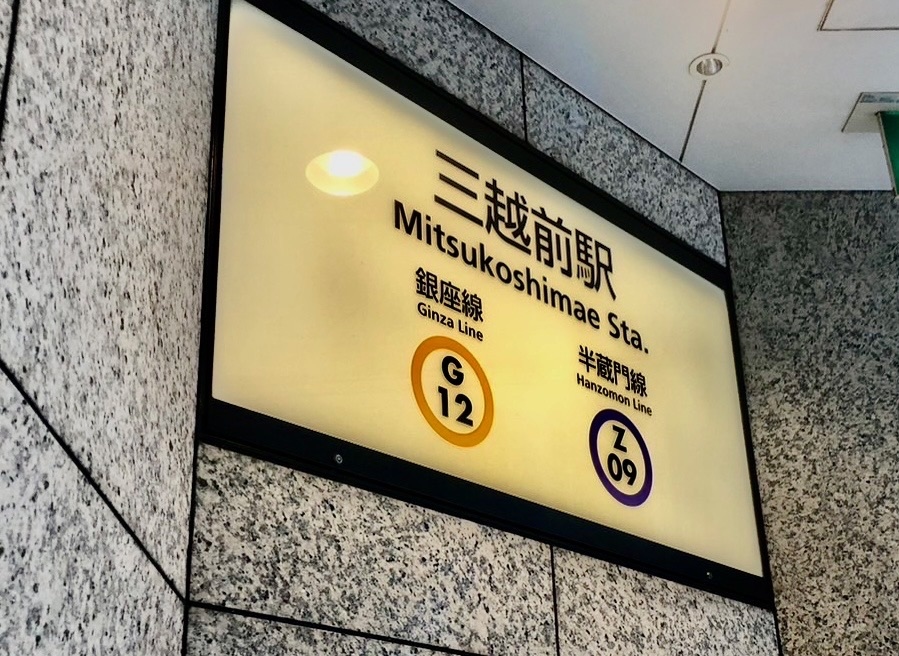 三越前駅
Mitsukoshimae Sta.
銀座線
Ginza Line
G
12
半蔵門線
Hanzomon Line
Z
09